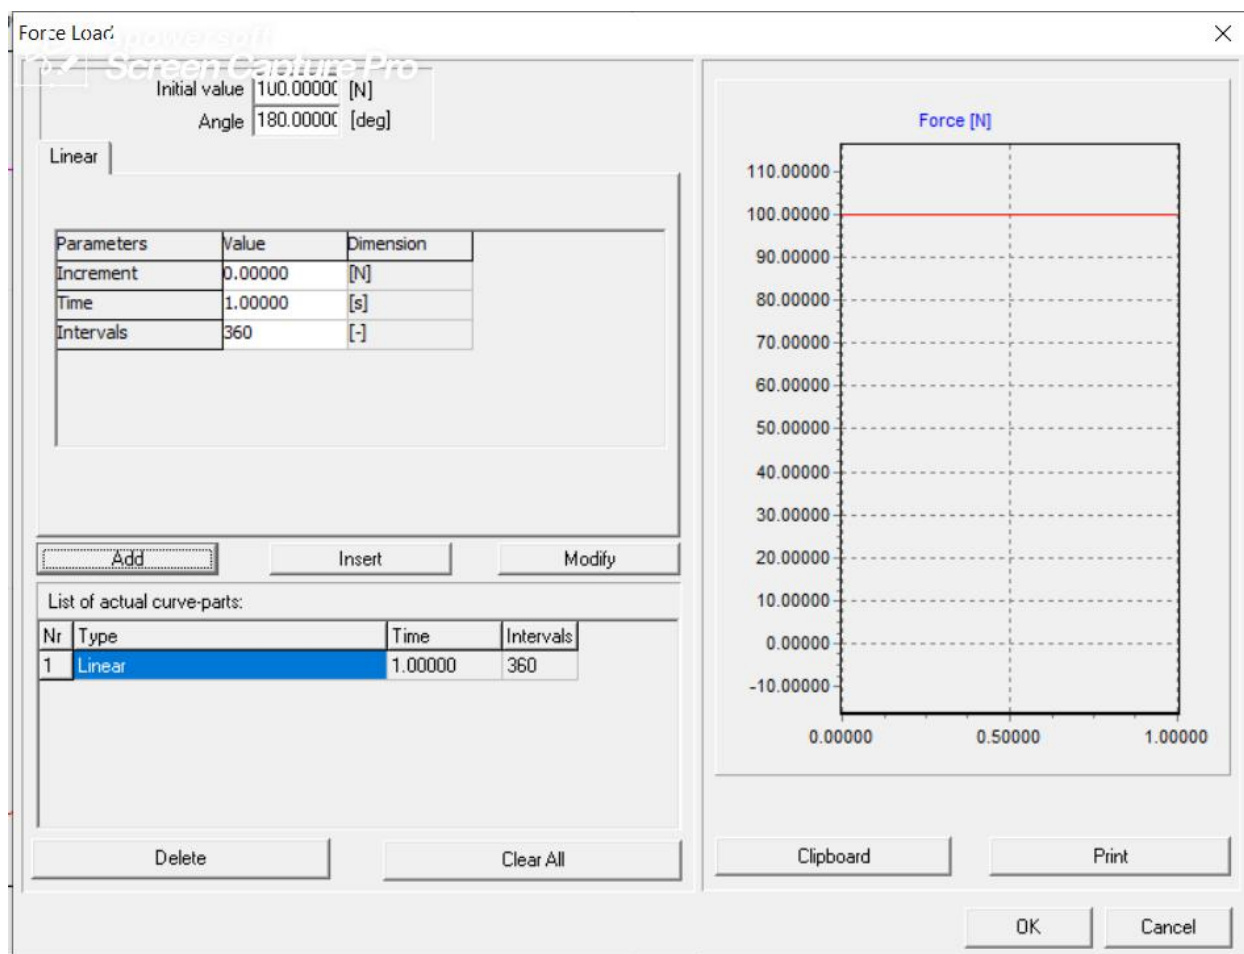 Force Load
Apowersoft
Screen Capture Pro
Initial value 100.00000 [N]
Angle 180.00000 [deg]
Linear
Parameters Value Dimension
Increment 0.00000 [N]
Time 1.00000 [s]
Intervals 360 [-]
Add Insert Modify
List of actual curve-parts:
Nr Type Time Intervals
1 Linear 1.00000 360
Delete Clear All
Force [N]
110.00000
100.00000
90.00000
80.00000
70.00000
60.00000
50.00000
40.00000
30.00000
20.00000
10.00000
0.00000
-10.00000
0.00000 0.50000 1.00000
Clipboard Print
OK Cancel